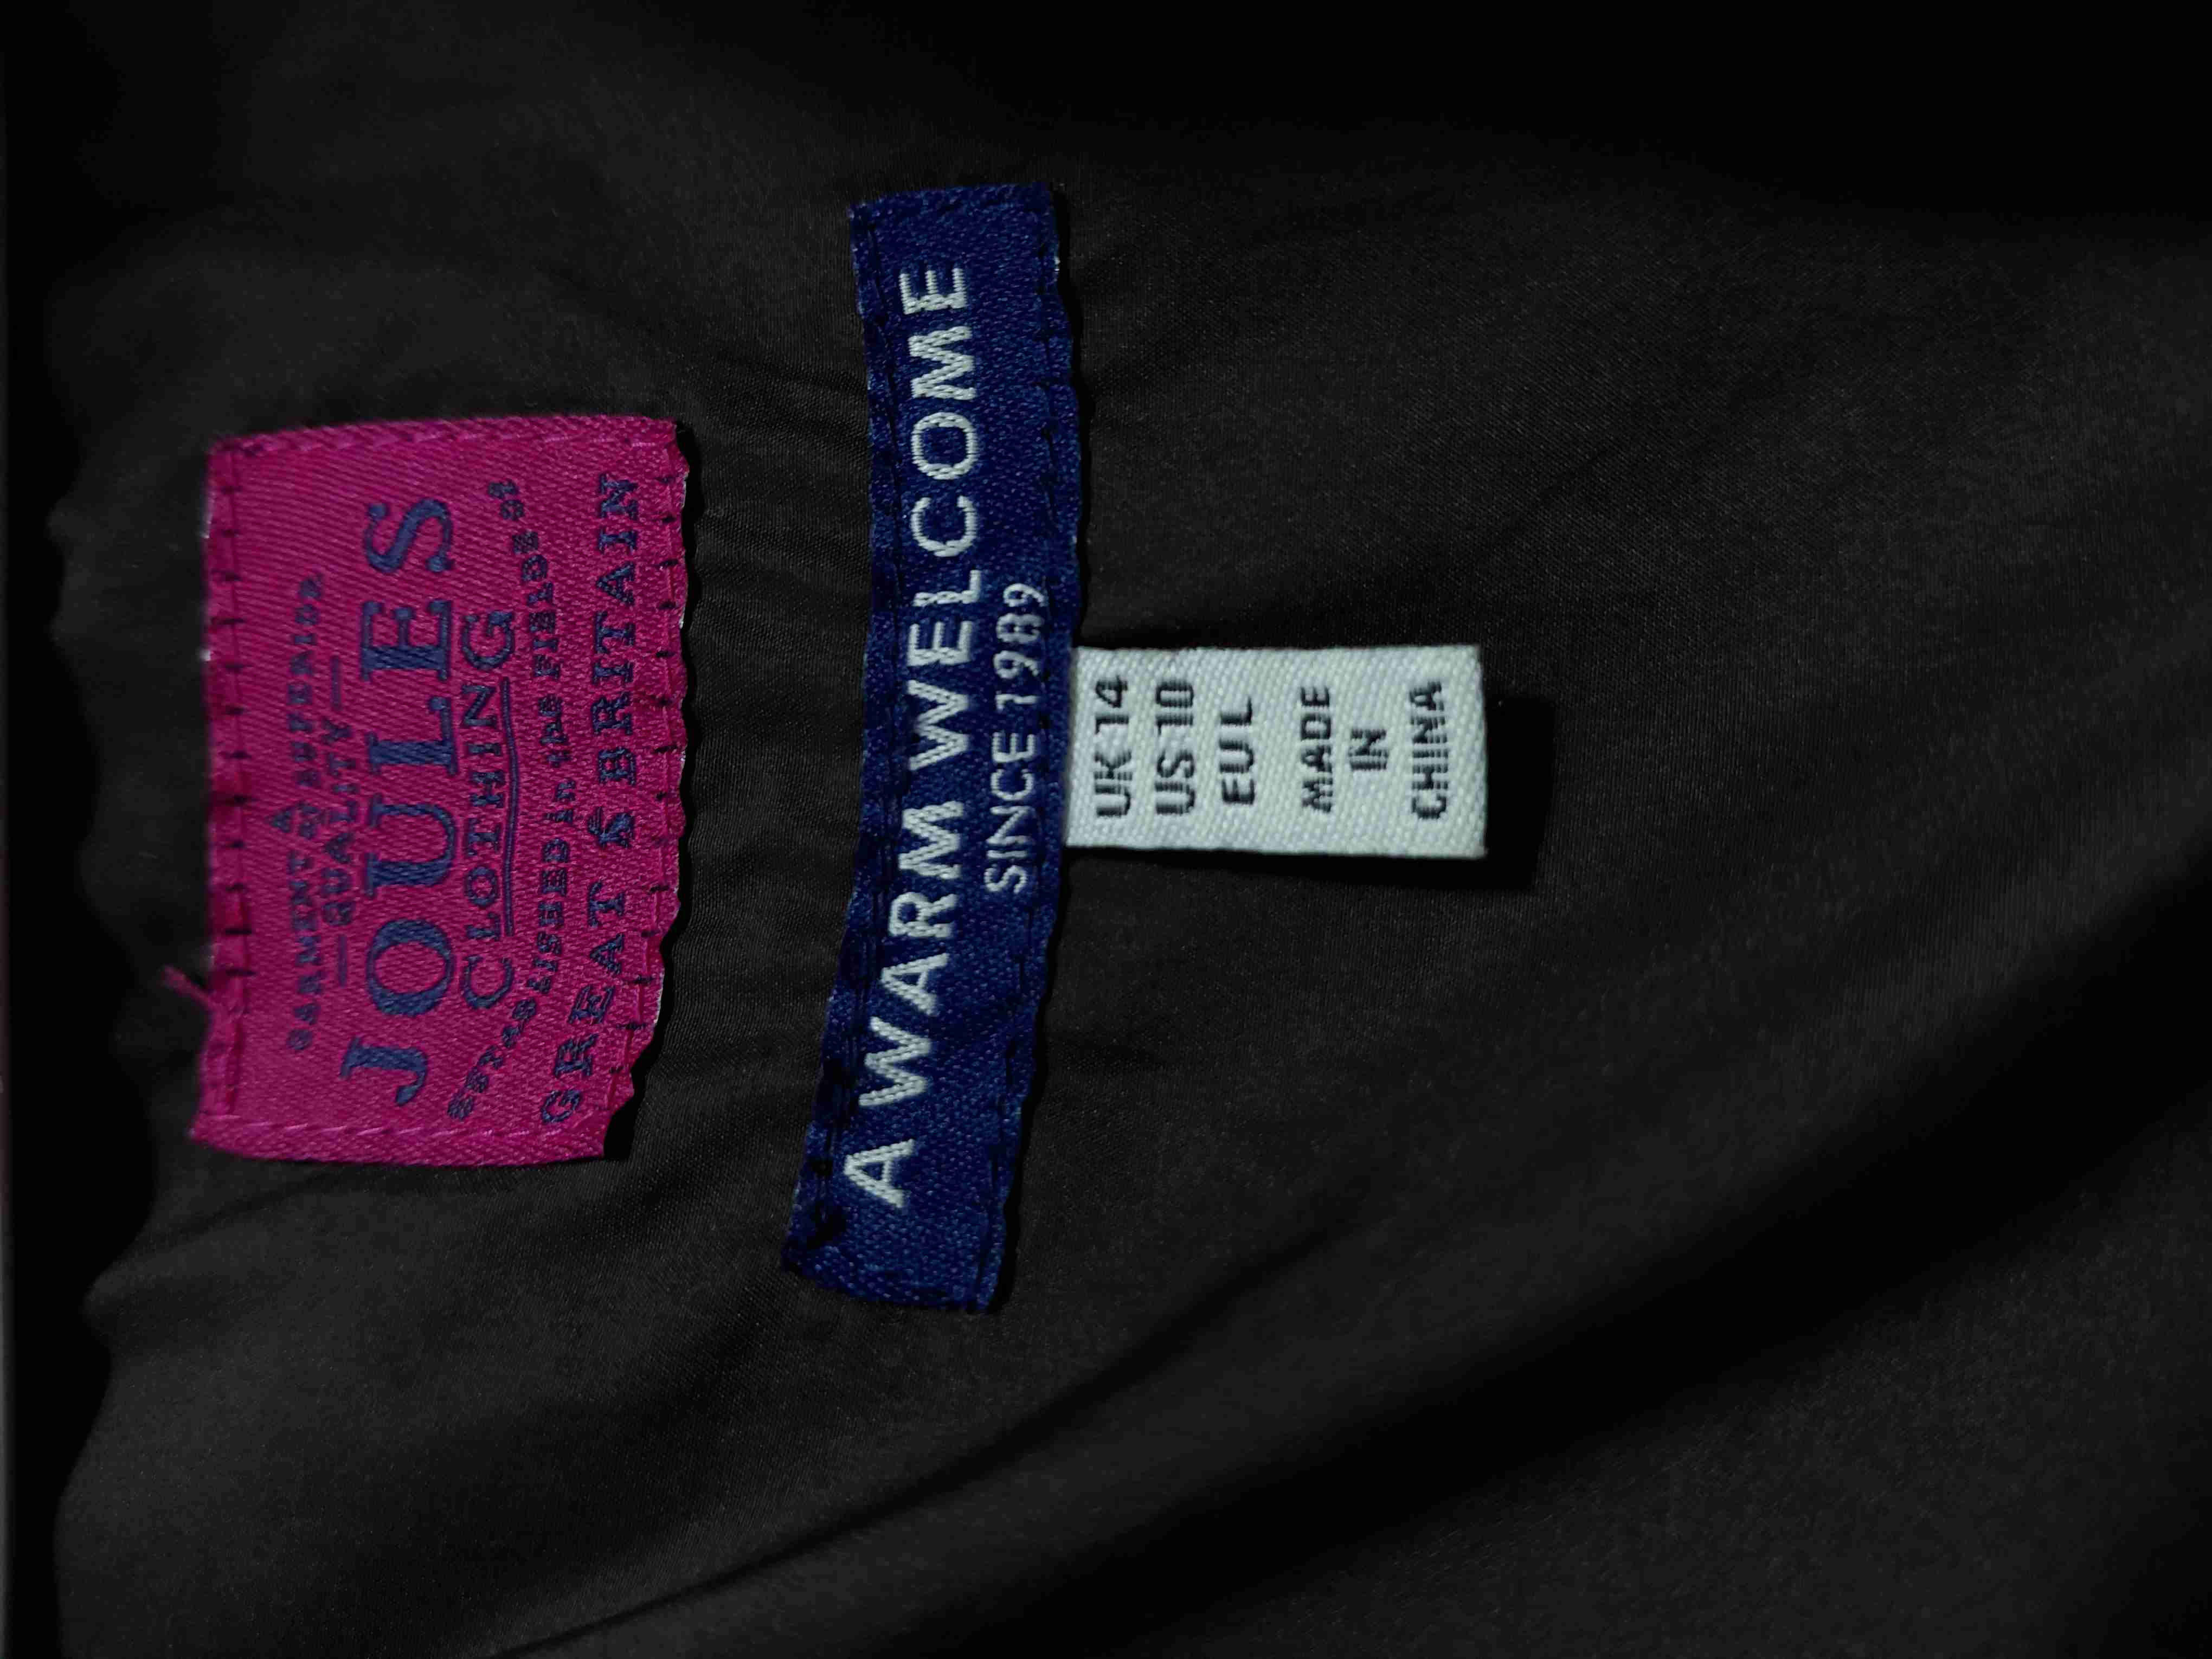 A
GARMENT of SUPERIOR
QUALITY
JOULES
CLOTHING
ESTABLISHED in the FIELDS of
GREAT & BRITAIN
A WARM WELCOME
SINCE 1989
UK 14
US 10
EU L
MADE
IN
CHINA